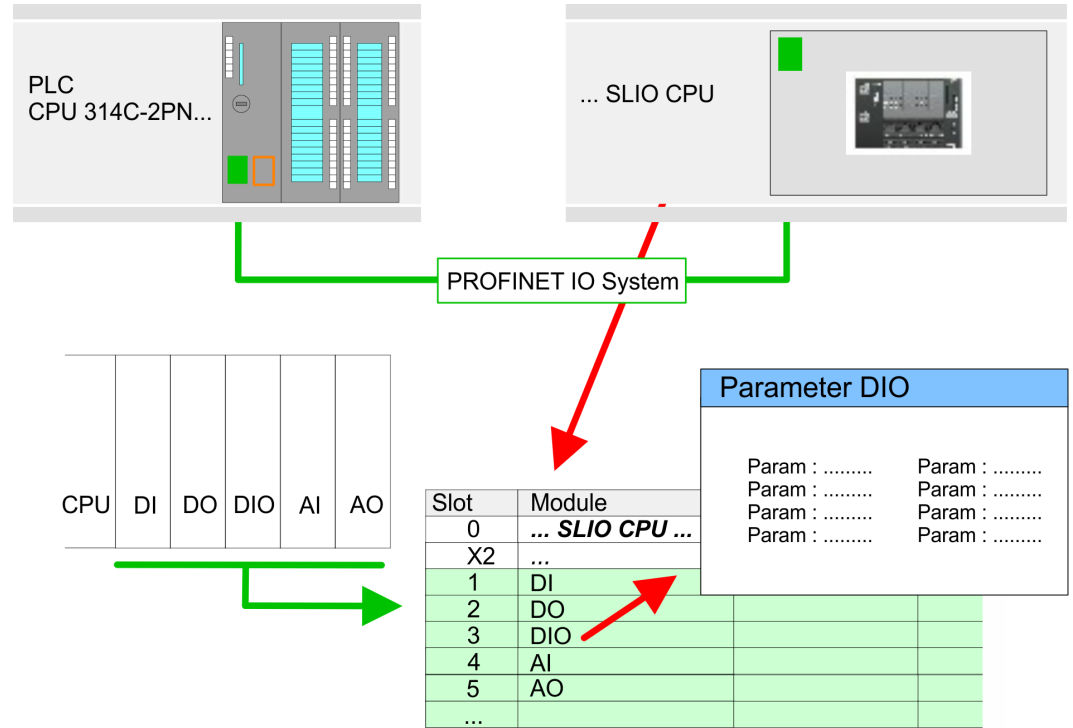 PLC
CPU 314C-2PN...
... SLIO CPU
PROFINET IO System
CPU DI DO DIO AI AO
Slot Module
0 ... SLIO CPU ...
X2 ...
1 DI
2 DO
3 DIO
4 AI
5 AO
...
Parameter DIO
Param : ......... Param : .........
Param : ......... Param : .........
Param : ......... Param : .........
Param : ......... Param : .........